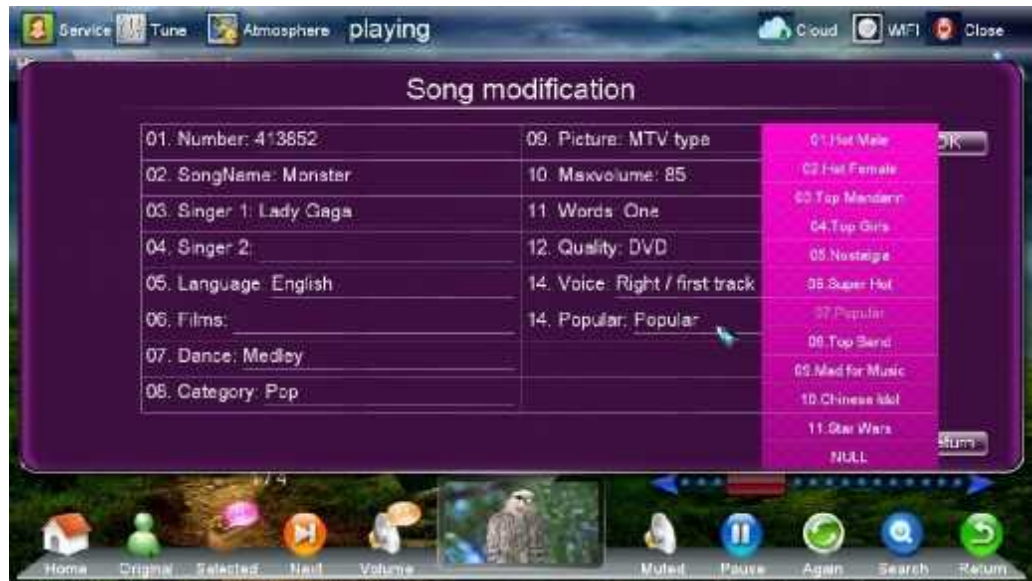 Service Tune Atmosphere playing Cloud WIFI Close
Song modification
01. Number: 413852
02. SongName: Monster
03. Singer 1: Lady Gaga
04. Singer 2:
05. Language: English
06. Films:
07. Dance: Medley
08. Category: Pop
09. Picture: MTV type
10. Maxvolume: 85
11 Words One
12. Quality: DVD
14. Voice: Right / first track
14. Popular: Popular
01.Hot Male
02.Hot Female
03.Top Mandarin
04.Top Girls
05.Nostalgia
06.Super Hot
07.Popular
08.Top Band
09.Mad for Music
10.Chinese Idol
11.Star Wars
NULL
OK
1/4
Home Original Selected Next Volume Muted Pause Again Search Return